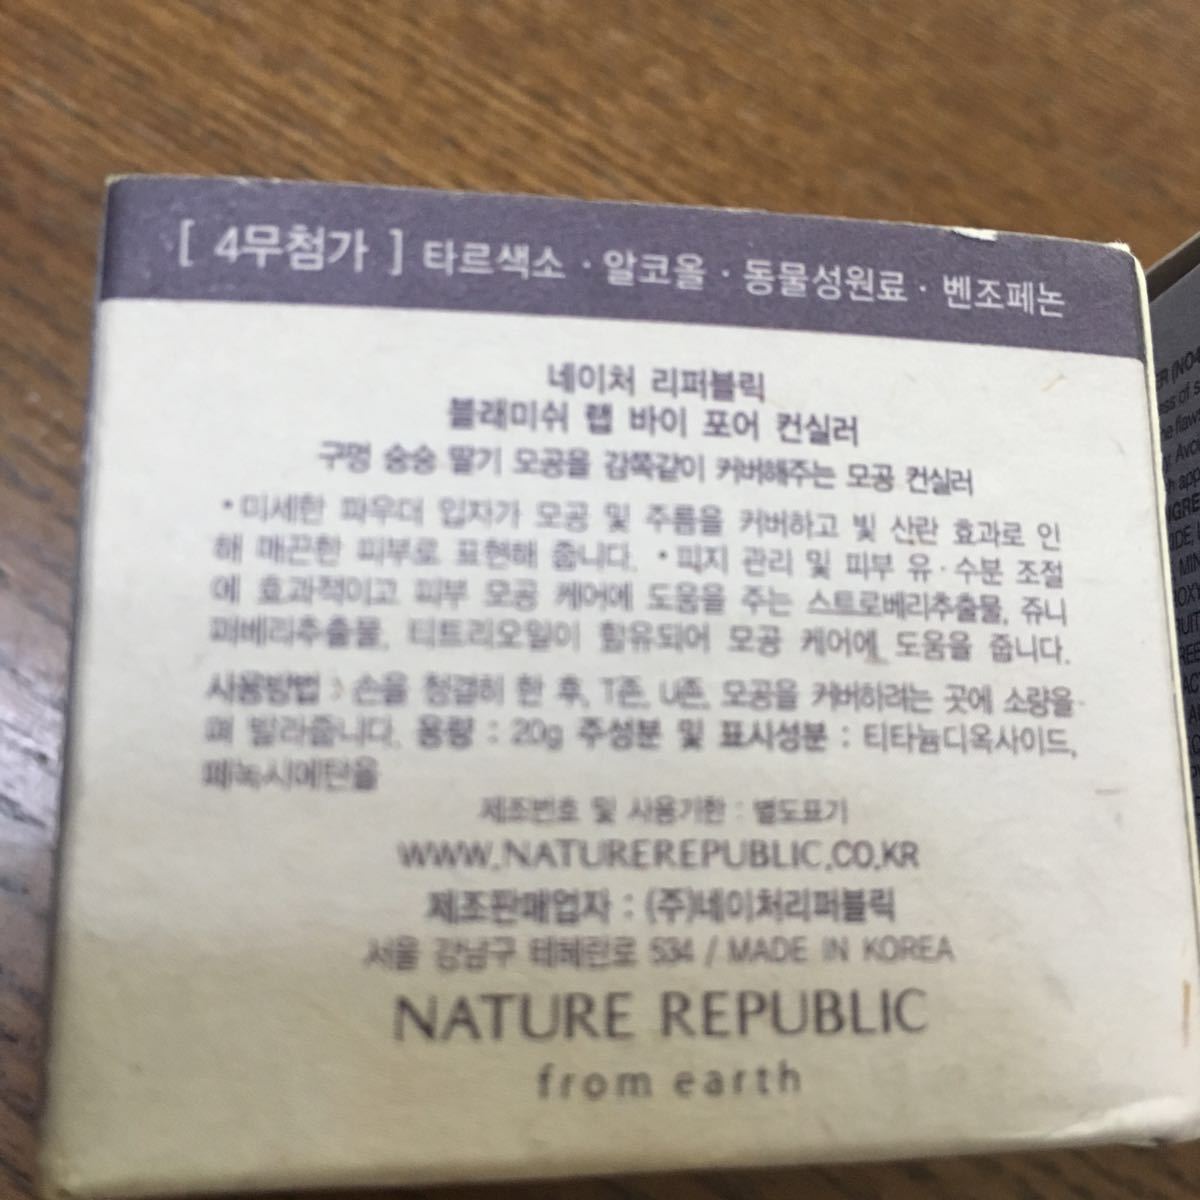 [ 4무첨가 ] 타르색소 · 알코올 · 동물성원료 · 벤조페논
네이처 리퍼블릭
블래미쉬 랩 바이 포어 컨실러
구멍 숭숭 딸기 모공을 감쪽같이 커버해주는 모공 컨실러
• 미세한 파우더 입자가 모공 및 주름을 커버하고 빛 산란 효과로 인
해 매끈한 피부로 표현해 줍니다. • 피지 관리 및 피부 유 · 수분 조절
에 효과적이고 피부 모공 케어에 도움을 주는 스트로베리추출물, 쥬니
퍼베리추출물, 티트리오일이 함유되어 모공 케어에 도움을 줍니다.
사용방법 : 손을 청결히 한 후, T존, U존, 모공을 커버하려는 곳에 소량을
펴 발라줍니다. 용량 : 20g 주성분 및 표시성분 : 티타늄디옥사이드,
페녹시에탄올
제조번호 및 사용기한 : 별도표기
WWW.NATUREREPUBLIC.CO.KR
제조판매업자 : (주)네이처리퍼블릭
서울 강남구 테헤란로 534 / MADE IN KOREA
NATURE REPUBLIC
from earth